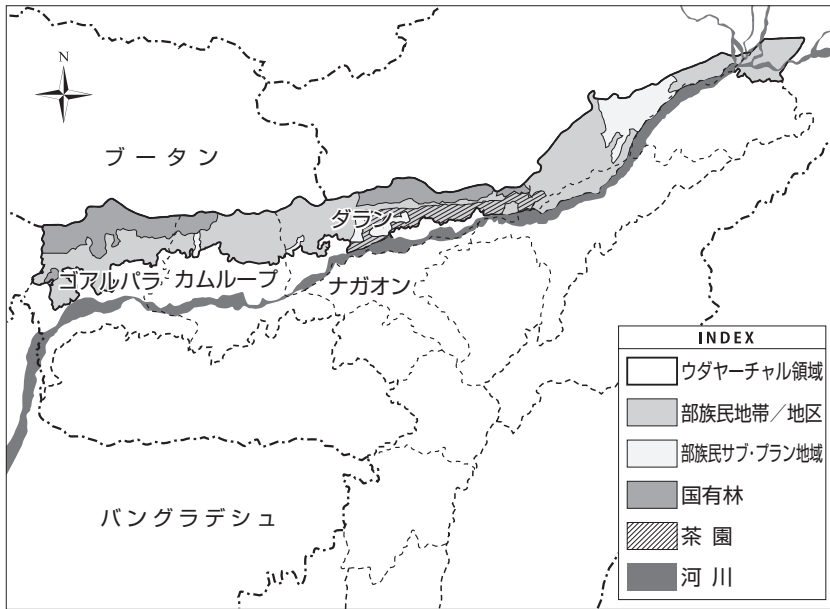 N
ブータン
ダラン
ゴアルパラ
カムループ
ナガオン
バングラデシュ
INDEX
ウダヤーチャル領域
部族民地帯/地区
部族民サブ・プラン地域
国有林
茶園
河川